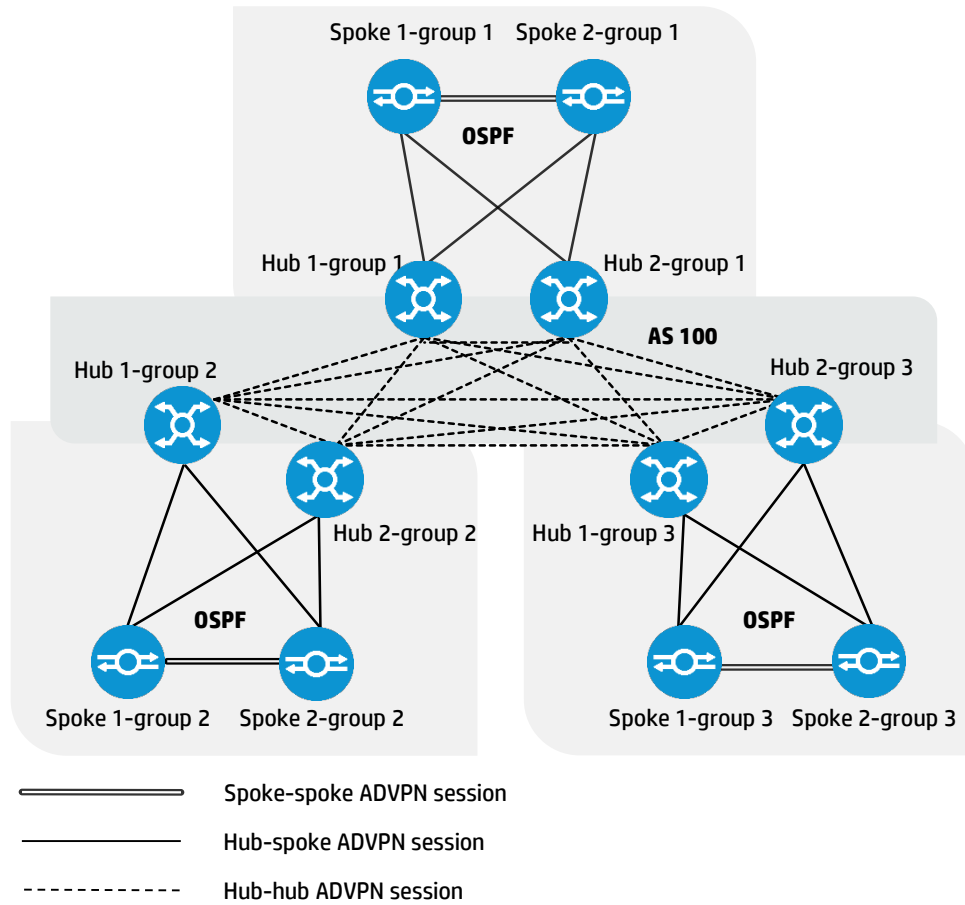 Spoke 1-group 1
Spoke 2-group 1
OSPF
Hub 1-group 1
Hub 2-group 1
AS 100
Hub 1-group 2
Hub 2-group 3
Hub 2-group 2
Hub 1-group 3
OSPF
OSPF
Spoke 1-group 2
Spoke 2-group 2
Spoke 1-group 3
Spoke 2-group 3
Spoke-spoke ADVPN session
Hub-spoke ADVPN session
Hub-hub ADVPN session